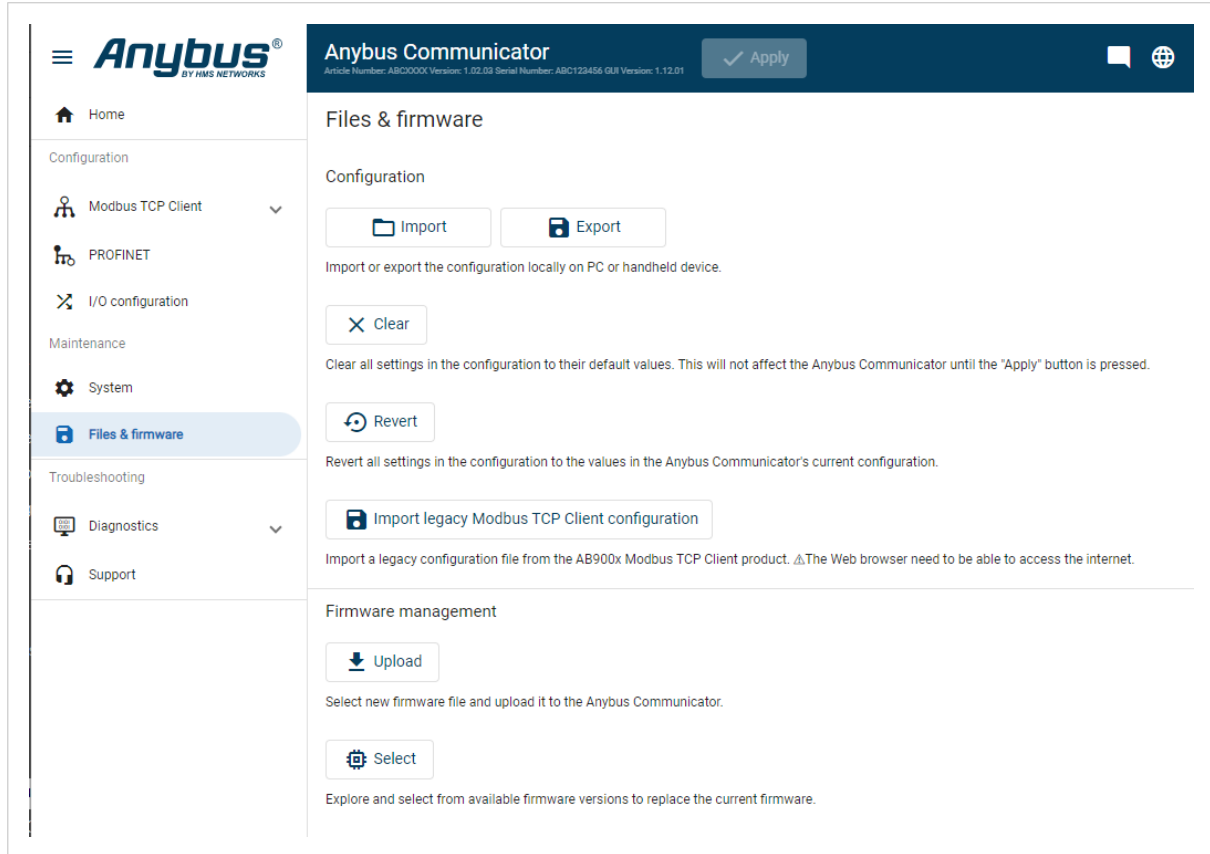 Anybus®
BY HMS NETWORKS
Anybus Communicator
Article Number: ABCXXXX Version: 1.02.03 Serial Number: ABC123456 GUI Version: 1.12.01
Apply
Home
Configuration
Modbus TCP Client
PROFINET
I/O configuration
Maintenance
System
Files & firmware
Troubleshooting
Diagnostics
Support
Files & firmware
Configuration
Import
Export
Import or export the configuration locally on PC or handheld device.
Clear
Clear all settings in the configuration to their default values. This will not affect the Anybus Communicator until the "Apply" button is pressed.
Revert
Revert all settings in the configuration to the values in the Anybus Communicator's current configuration.
Import legacy Modbus TCP Client configuration
Import a legacy configuration file from the AB900x Modbus TCP Client product. ⚠The Web browser need to be able to access the internet.
Firmware management
Upload
Select new firmware file and upload it to the Anybus Communicator.
Select
Explore and select from available firmware versions to replace the current firmware.